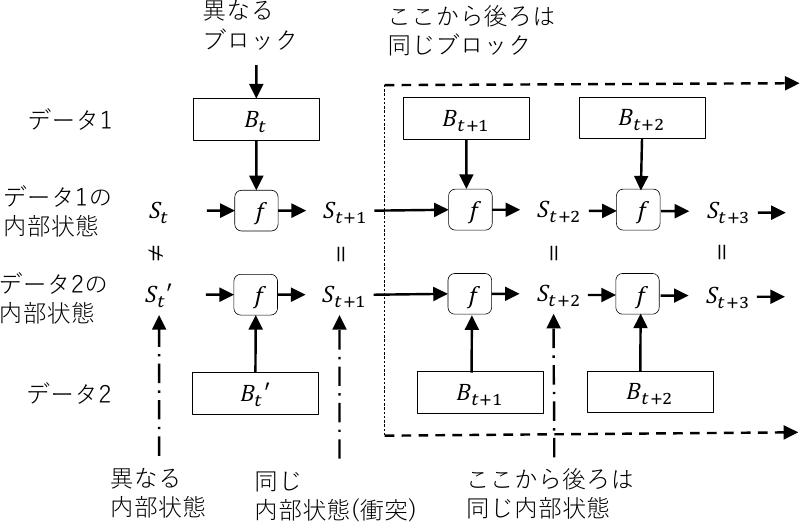 異なる
ブロック
ここから後ろは
同じブロック
データ1
B_t
B_{t+1}
B_{t+2}
データ1の
内部状態
S_t
f
S_{t+1}
f
S_{t+2}
f
S_{t+3}
≠
=
=
=
データ2の
内部状態
S_t′
f
S_{t+1}
f
S_{t+2}
f
S_{t+3}
データ2
B_t′
B_{t+1}
B_{t+2}
異なる
内部状態
同じ
内部状態(衝突)
ここから後ろは
同じ内部状態